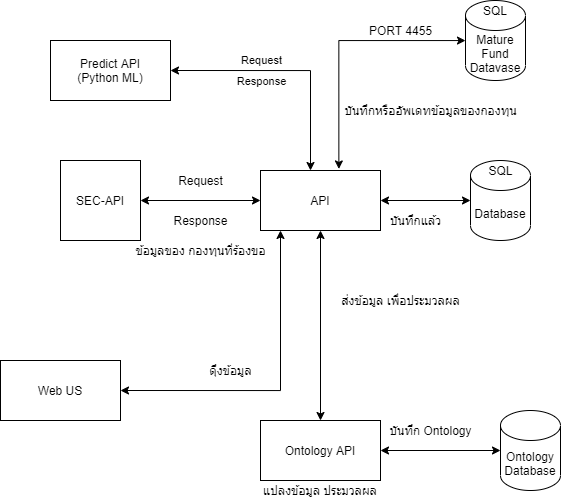 SQL
PORT 4455
Mature
Fund
Datavase
Predict API
(Python ML)
Request
Response
บันทึกหรืออัพเดทข้อมูลของกองทุน
SQL
Request
SEC-API
API
Database
Response
บันทึกแล้ว
ข้อมูลของ กองทุนที่ร้องขอ
ส่งข้อมูล เพื่อประมวลผล
ดึงข้อมูล
Web US
บันทึก Ontology
Ontology API
Ontology
Database
แปลงข้อมูล ประมวลผล